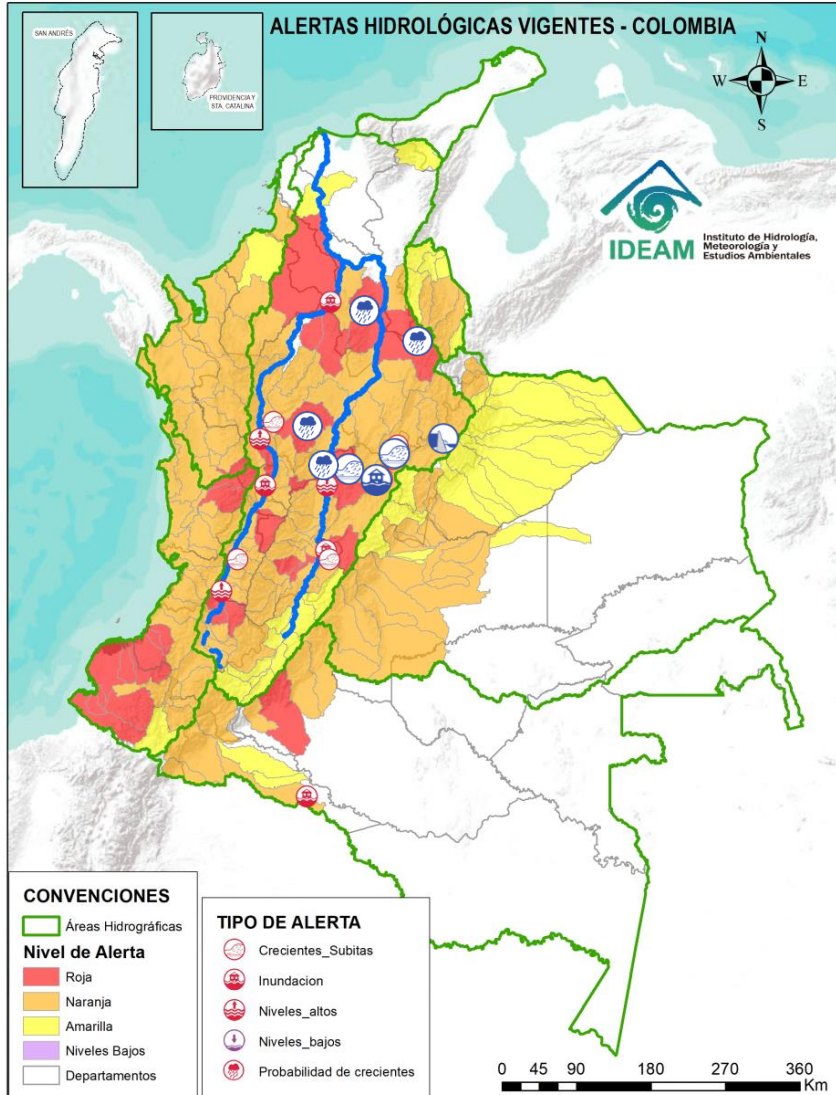 ALERTAS HIDROLÓGICAS VIGENTES - COLOMBIA
SAN ANDRÉS
PROVIDENCIA Y
STA. CATALINA
N
W
E
S
IDEAM
Instituto de Hidrología,
Meteorología y
Estudios Ambientales
CONVENCIONES
Áreas Hidrográficas
Nivel de Alerta
Roja
Naranja
Amarilla
Niveles Bajos
Departamentos
TIPO DE ALERTA
Crecientes_Subitas
Inundacion
Niveles_altos
Niveles_bajos
Probabilidad de crecientes
0 45 90 180 270 360
Km